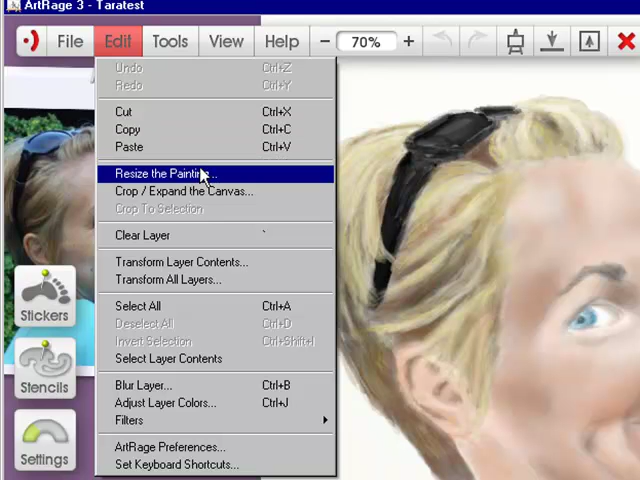 ArtRage 3 - Taratest
File Edit Tools View Help − 70% +
Undo Ctrl+Z
Redo Ctrl+Y
Cut Ctrl+X
Copy Ctrl+C
Paste Ctrl+V
Resize the Painting...
Crop / Expand the Canvas...
Crop To Selection
Clear Layer `
Transform Layer Contents...
Transform All Layers...
Select All Ctrl+A
Deselect All Ctrl+D
Invert Selection Ctrl+Shift+I
Select Layer Contents
Blur Layer... Ctrl+B
Adjust Layer Colors... Ctrl+J
Filters
ArtRage Preferences...
Set Keyboard Shortcuts...
Stickers
Stencils
Settings